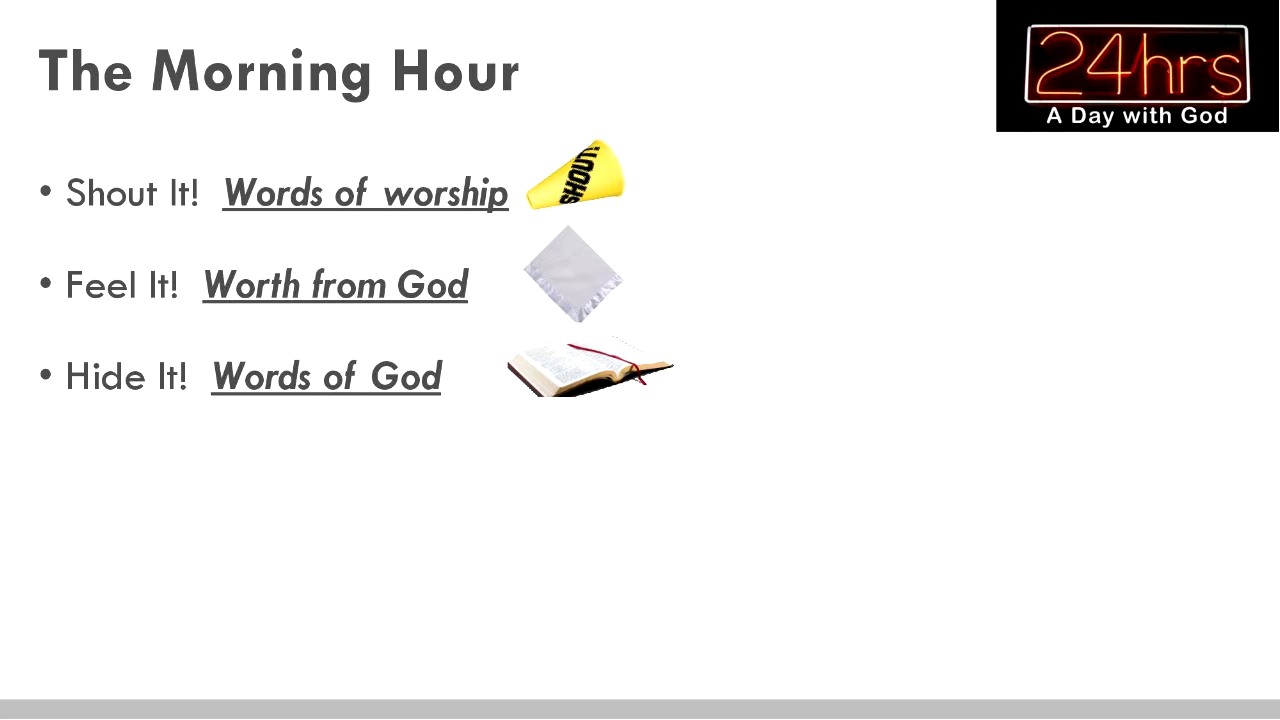 The Morning Hour
24hrs
A Day with God
• Shout It! Words of worship
SHOUT!
• Feel It! Worth from God
• Hide It! Words of God